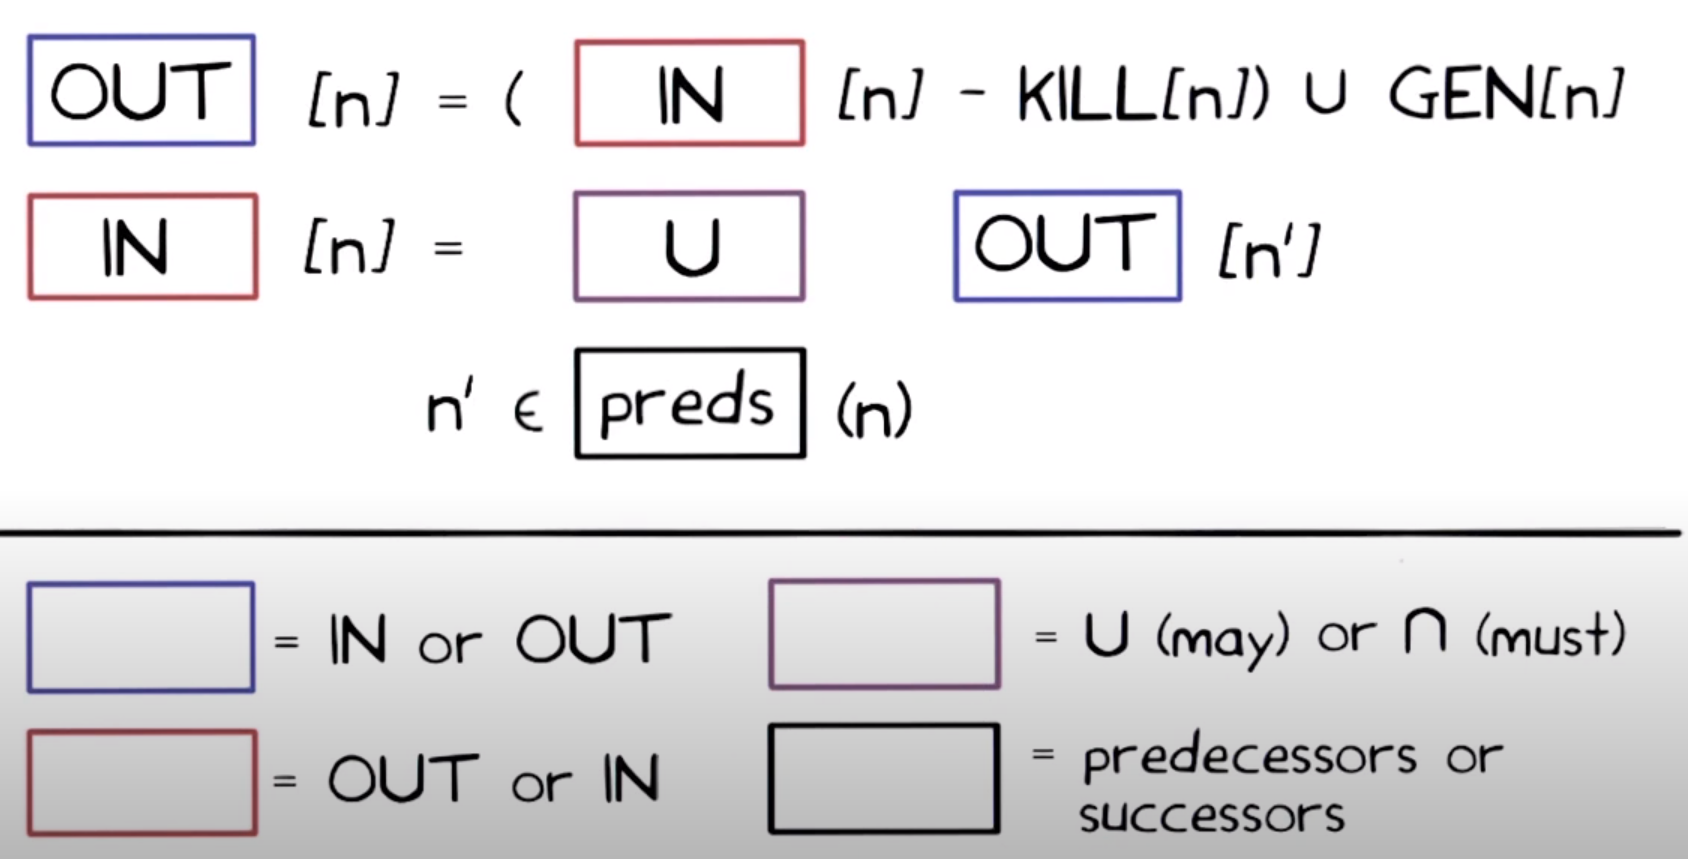 OUT [n] = ( IN [n] - KILL[n]) ∪ GEN[n]
IN [n] = ∪ OUT [n']
n' ∈ preds (n)
= IN or OUT
= ∪ (may) or ∩ (must)
= OUT or IN
= predecessors or
successors